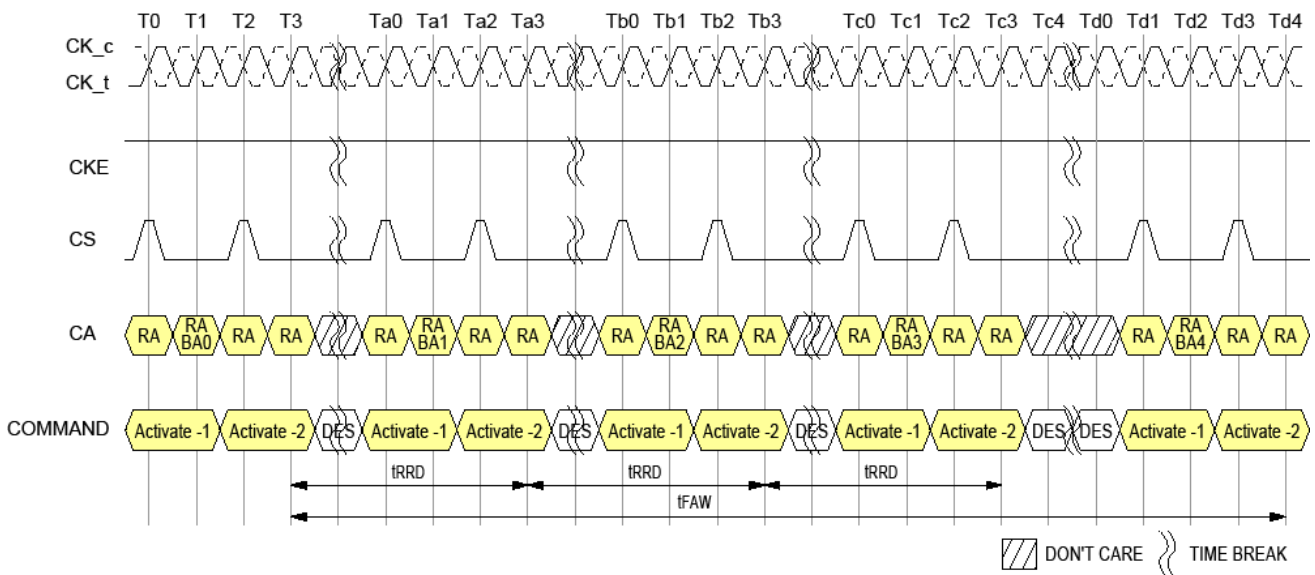 T0 T1 T2 T3 Ta0 Ta1 Ta2 Ta3 Tb0 Tb1 Tb2 Tb3 Tc0 Tc1 Tc2 Tc3 Tc4 Td0 Td1 Td2 Td3 Td4
CK_c
CK_t
CKE
CS
CA RA RA BA0 RA RA RA RA BA1 RA RA RA RA BA2 RA RA RA RA BA3 RA RA RA RA BA4 RA RA
COMMAND Activate -1 Activate -2 DES Activate -1 Activate -2 DES Activate -1 Activate -2 DES Activate -1 Activate -2 DES DES Activate -1 Activate -2
tRRD tRRD tRRD
tFAW
DON'T CARE TIME BREAK